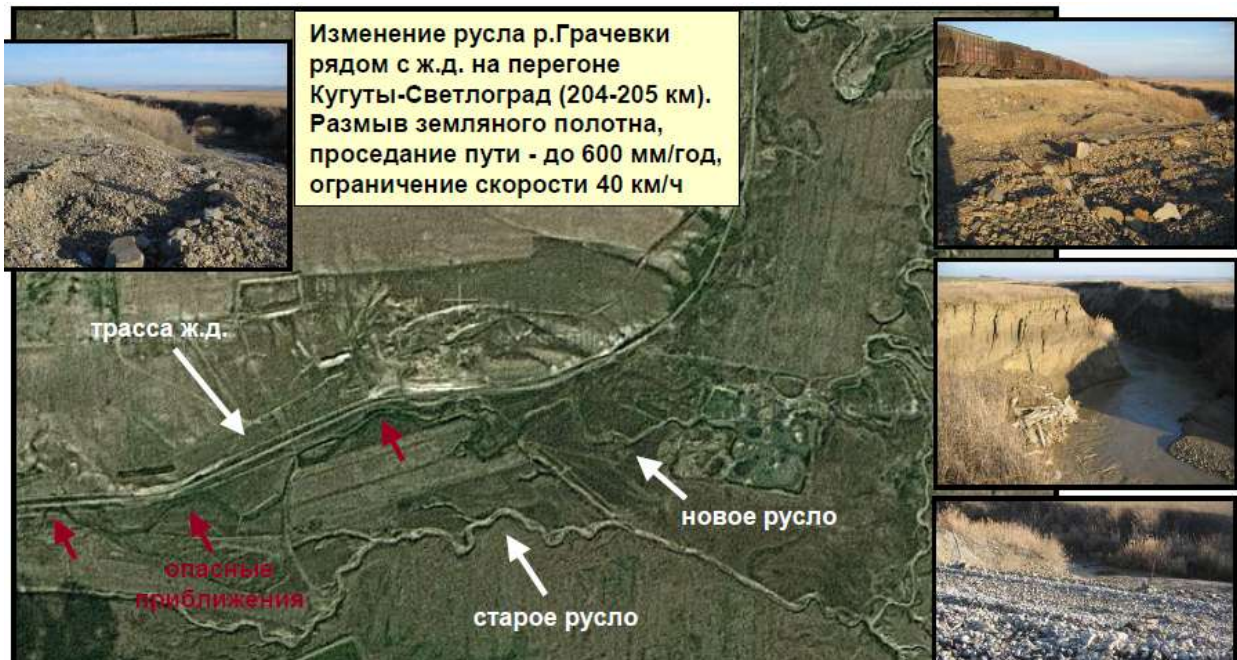 Изменение русла р.Грачевки
рядом с ж.д. на перегоне
Кугуты-Светлоград (204-205 км).
Размыв земляного полотна,
проседание пути - до 600 мм/год,
ограничение скорости 40 км/ч
трасса ж.д.
новое русло
опасные
приближения
старое русло